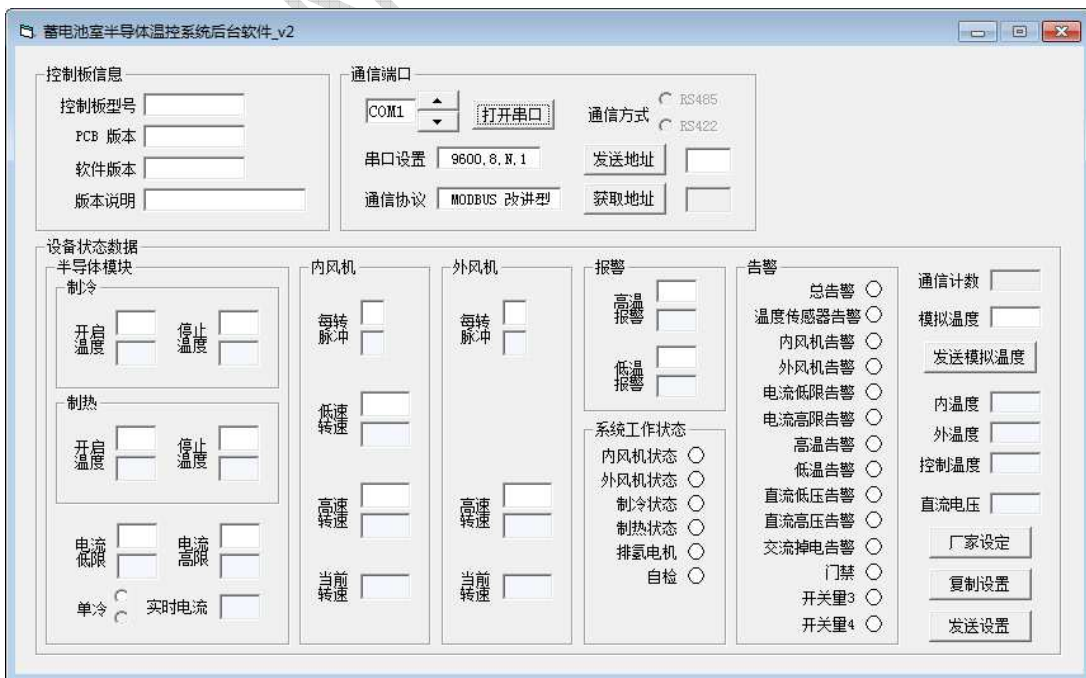 蓄电池室半导体温控系统后台软件_v2
控制板信息
控制板型号
PCB 版本
软件版本
版本说明
通信端口
COM1
打开串口
通信方式
RS485
RS422
串口设置
9600,8,N,1
发送地址
通信协议
MODBUS 改进型
获取地址
设备状态数据
半导体模块
制冷
开启
温度
停止
温度
制热
开启
温度
停止
温度
电流
低限
电流
高限
单冷
实时电流
内风机
每转
脉冲
低速
转速
高速
转速
当前
转速
外风机
每转
脉冲
高速
转速
当前
转速
报警
高温
报警
低温
报警
系统工作状态
内风机状态
外风机状态
制冷状态
制热状态
排氢电机
自检
告警
总告警
温度传感器告警
内风机告警
外风机告警
电流低限告警
电流高限告警
高温告警
低温告警
直流低压告警
直流高压告警
交流掉电告警
门禁
开关量3
开关量4
通信计数
模拟温度
发送模拟温度
内温度
外温度
控制温度
直流电压
厂家设定
复制设置
发送设置